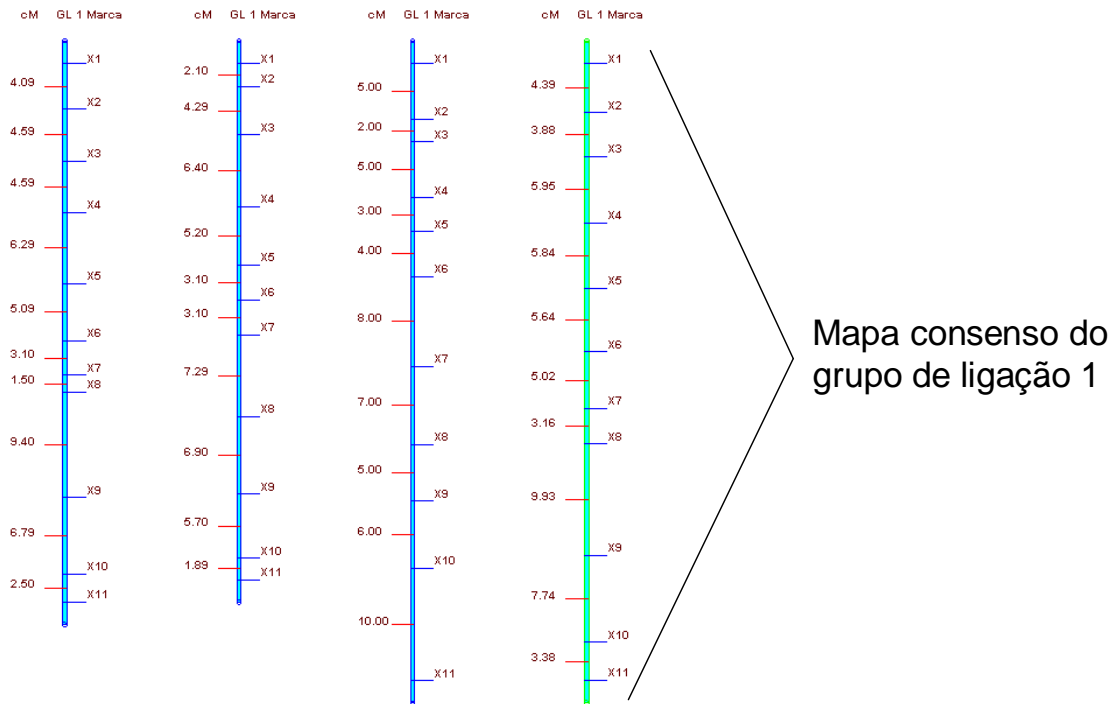 cM GL 1 Marca
X1
4.09
X2
4.59
X3
4.59
X4
6.29
X5
5.09
X6
3.10
X7
1.50
X8
9.40
X9
6.79
X10
2.50
X11
cM GL 1 Marca
X1
2.10
X2
4.29
X3
6.40
X4
5.20
X5
3.10
X6
3.10
X7
7.29
X8
6.90
X9
5.70
X10
1.89
X11
cM GL 1 Marca
X1
5.00
X2
2.00
X3
5.00
X4
3.00
X5
4.00
X6
8.00
X7
7.00
X8
5.00
X9
6.00
X10
10.00
X11
cM GL 1 Marca
X1
4.39
X2
3.88
X3
5.95
X4
5.84
X5
5.64
X6
5.02
X7
3.16
X8
9.93
X9
7.74
X10
3.38
X11
Mapa consenso do
grupo de ligação 1